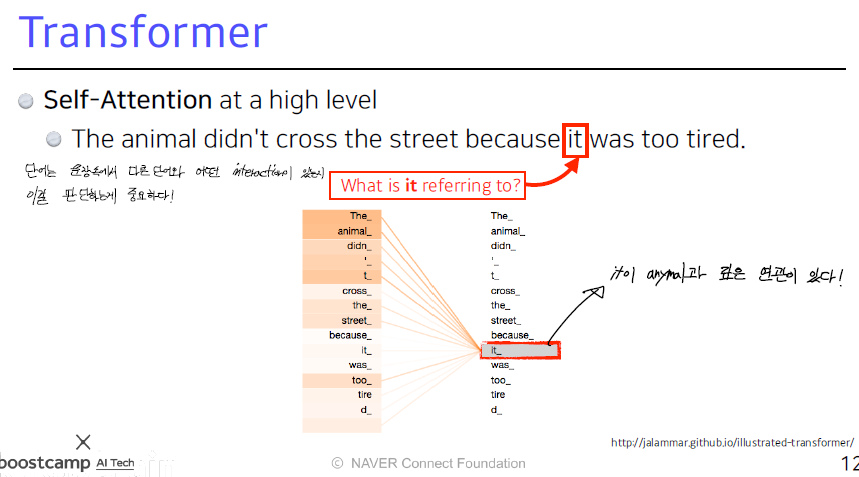 Transformer
Self-Attention at a high level
The animal didn't cross the street because it was too tired.
단어는 문장속에서 다른 단어와 어떤 interaction이 있는지
이걸 판단하는게 중요하다!
What is it referring to?
The_ The_
animal_ animal_
didn_ didn_
'_ '_
t_ t_
cross_ cross_
the_ the_
street_ street_
because_ because_
it_ it_
was_ was_
too_ too_
tire tire
d_ d_
it이 anymal과 깊은 연관이 있다!
http://jalammar.github.io/illustrated-transformer/
boostcamp AI Tech
© NAVER Connect Foundation
12